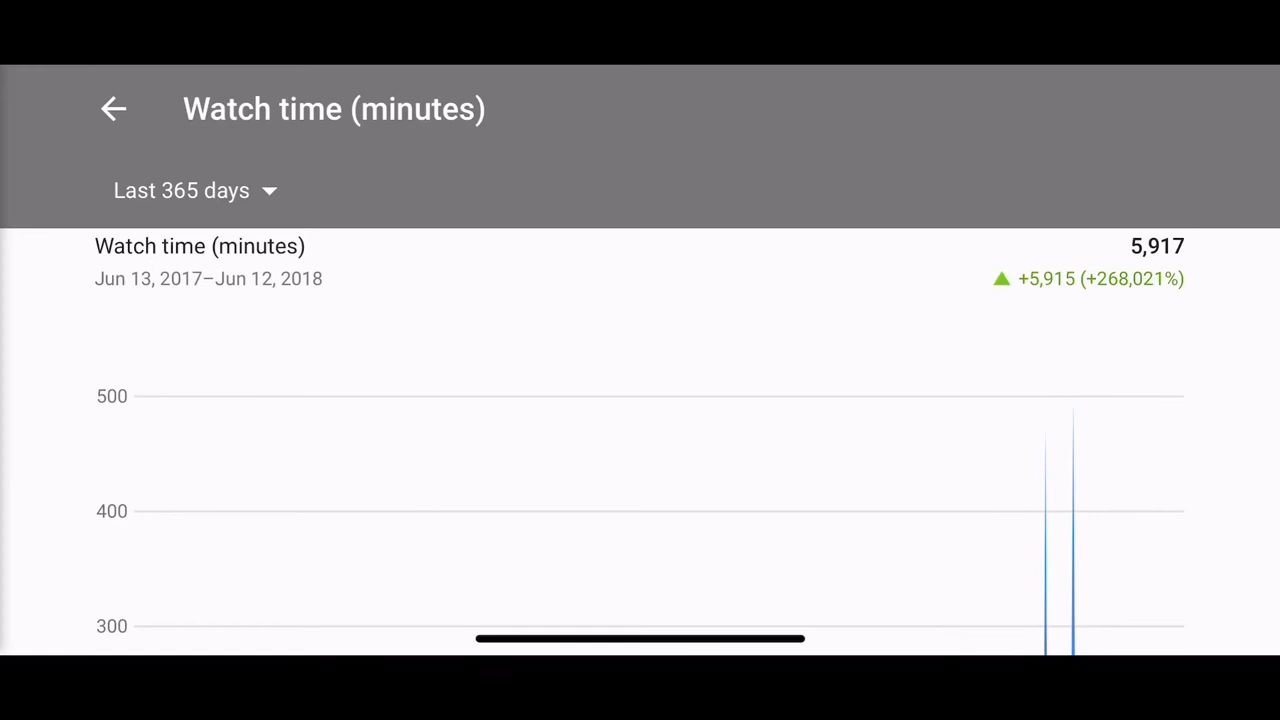 Watch time (minutes)
Last 365 days
Watch time (minutes) 5,917
Jun 13, 2017–Jun 12, 2018 +5,915 (+268,021%)
500
400
300